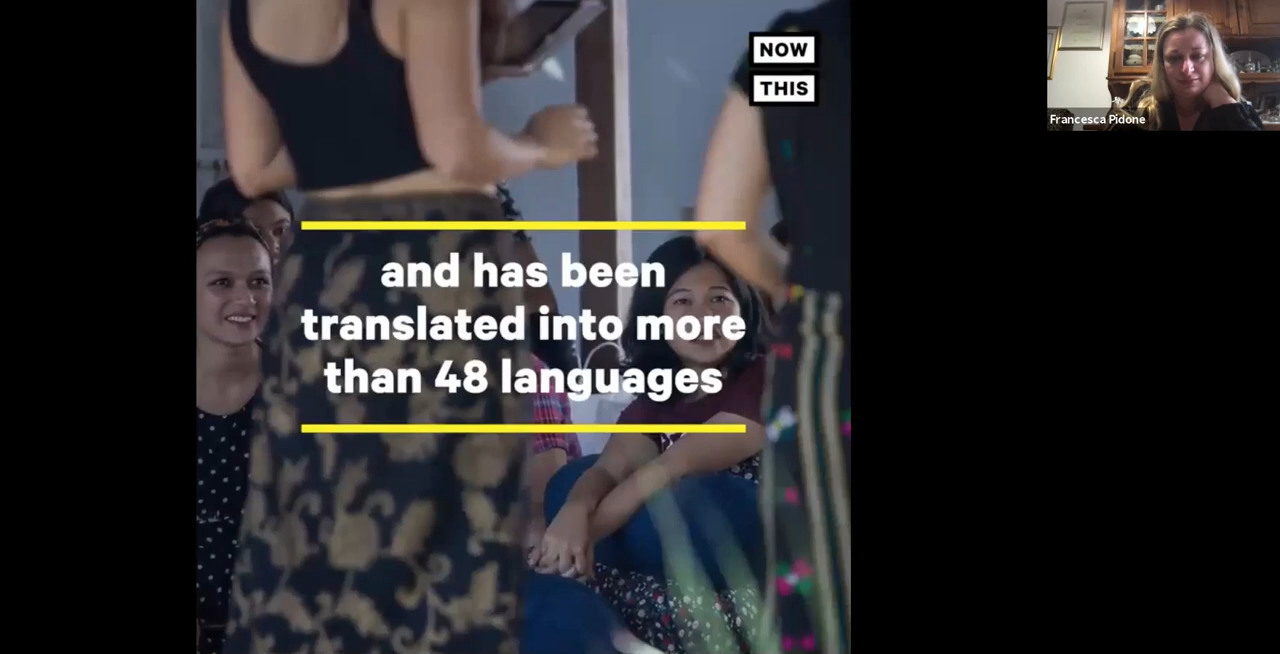 NOW
THIS
and has been
translated into more
than 48 languages
Francesca Pidone